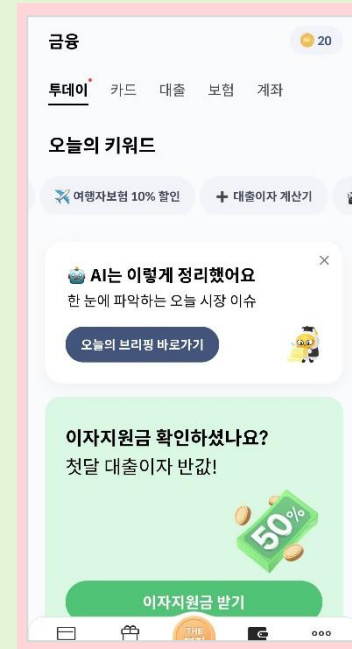 금융
20
투데이 카드 대출 보험 계좌
오늘의 키워드
여행자보험 10% 할인
대출이자 계산기
AI는 이렇게 정리했어요
한 눈에 파악하는 오늘 시장 이슈
오늘의 브리핑 바로가기
이자지원금 확인하셨나요?
첫달 대출이자 반값!
50%
이자지원금 받기
THE